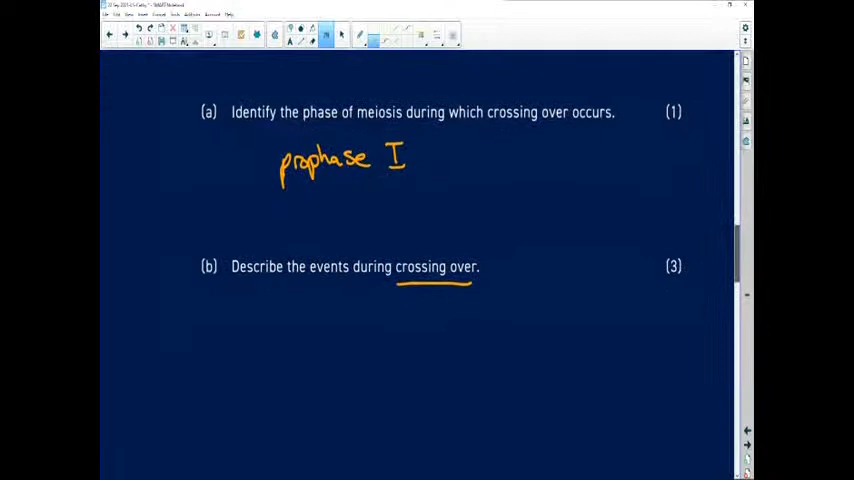 (a) Identify the phase of meiosis during which crossing over occurs. (1)
prophase I
(b) Describe the events during crossing over. (3)